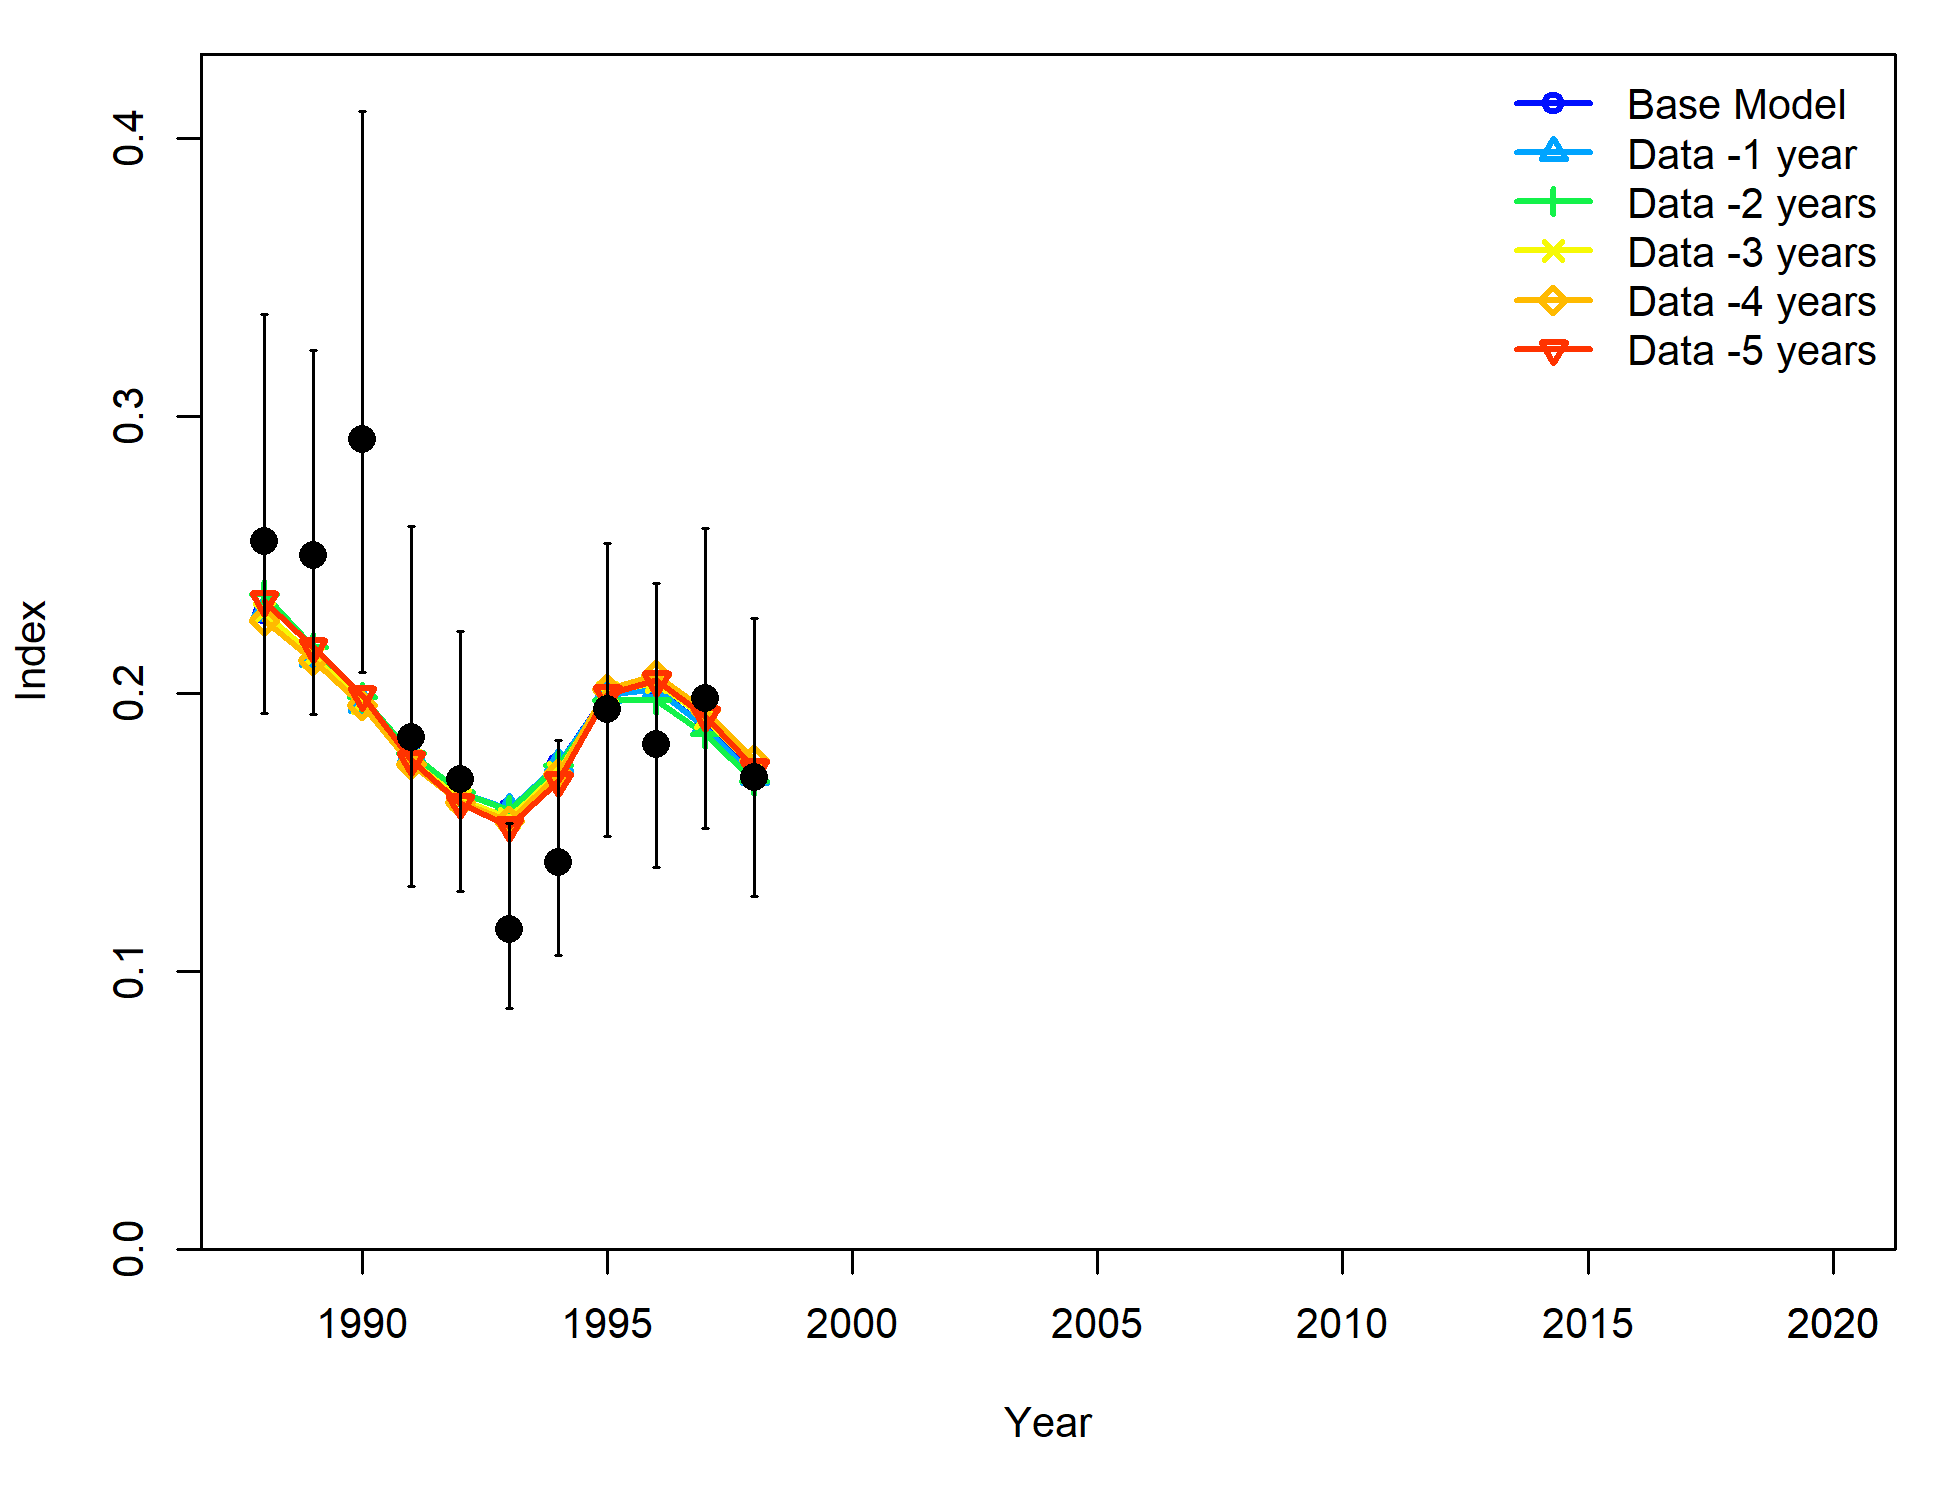 Base Model
Data -1 year
Data -2 years
Data -3 years
Data -4 years
Data -5 years
0.4
0.3
0.2
0.1
0.0
Index
1990 1995 2000 2005 2010 2015 2020
Year